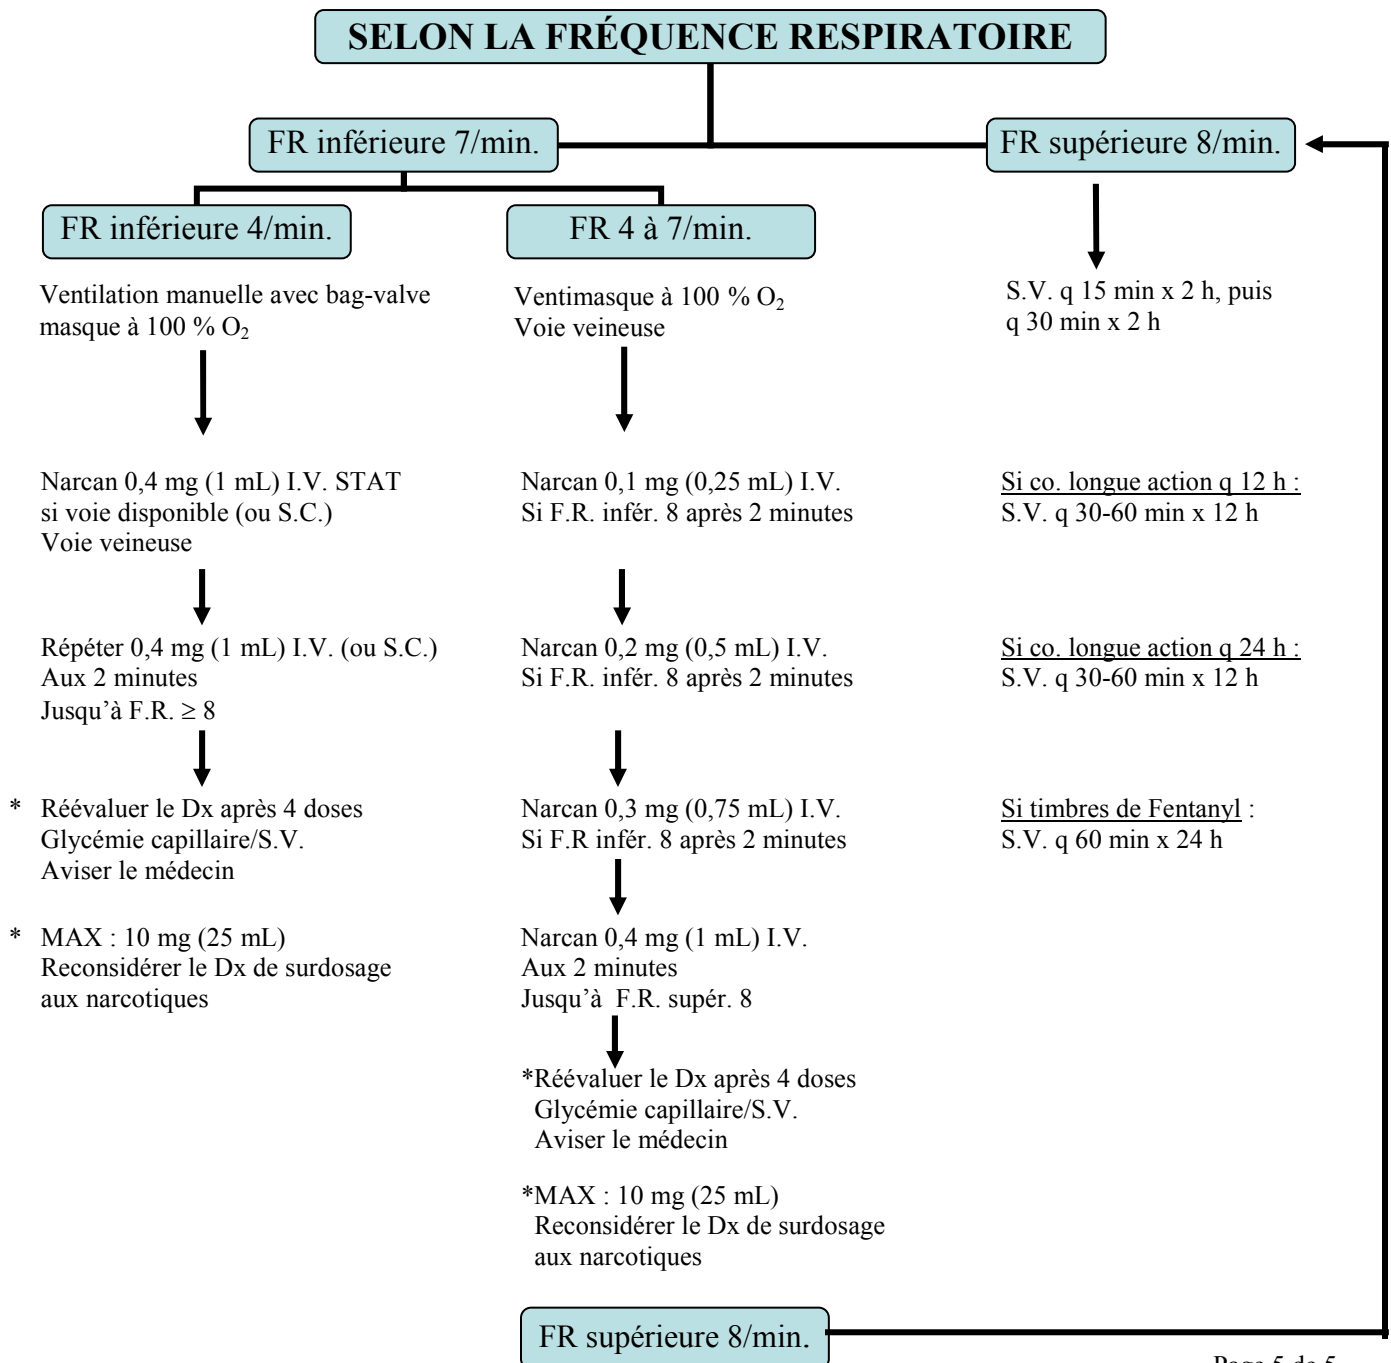 SELON LA FRÉQUENCE RESPIRATOIRE
FR inférieure 7/min.
FR supérieure 8/min.
FR inférieure 4/min.
FR 4 à 7/min.
Ventilation manuelle avec bag-valve
masque à 100 % O₂
Narcan 0,4 mg (1 mL) I.V. STAT
si voie disponible (ou S.C.)
Voie veineuse
Répéter 0,4 mg (1 mL) I.V. (ou S.C.)
Aux 2 minutes
Jusqu'à F.R. ≥ 8
* Réévaluer le Dx après 4 doses
Glycémie capillaire/S.V.
Aviser le médecin
* MAX : 10 mg (25 mL)
Reconsidérer le Dx de surdosage
aux narcotiques
Ventimasque à 100 % O₂
Voie veineuse
Narcan 0,1 mg (0,25 mL) I.V.
Si F.R. infér. 8 après 2 minutes
Narcan 0,2 mg (0,5 mL) I.V.
Si F.R. infér. 8 après 2 minutes
Narcan 0,3 mg (0,75 mL) I.V.
Si F.R infér. 8 après 2 minutes
Narcan 0,4 mg (1 mL) I.V.
Aux 2 minutes
Jusqu'à F.R. supér. 8
*Réévaluer le Dx après 4 doses
Glycémie capillaire/S.V.
Aviser le médecin
*MAX : 10 mg (25 mL)
Reconsidérer le Dx de surdosage
aux narcotiques
FR supérieure 8/min.
S.V. q 15 min x 2 h, puis
q 30 min x 2 h
Si co. longue action q 12 h :
S.V. q 30-60 min x 12 h
Si co. longue action q 24 h :
S.V. q 30-60 min x 12 h
Si timbres de Fentanyl :
S.V. q 60 min x 24 h
Page 5 de 5